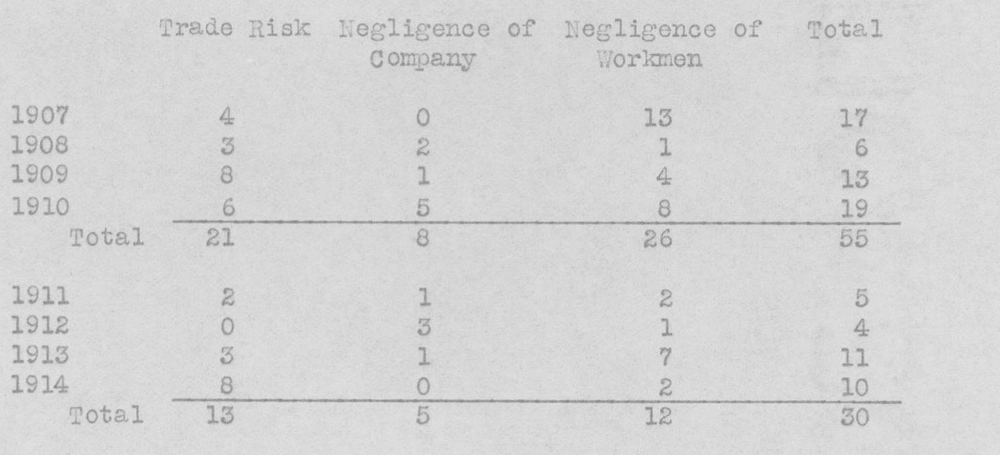 Trade Risk Negligence of Negligence of Total
Company Workmen
1907 4 0 13 17
1908 3 2 1 6
1909 8 1 4 13
1910 6 5 8 19
Total 21 8 26 55
1911 2 1 2 5
1912 0 3 1 4
1913 3 1 7 11
1914 8 0 2 10
Total 13 5 12 30